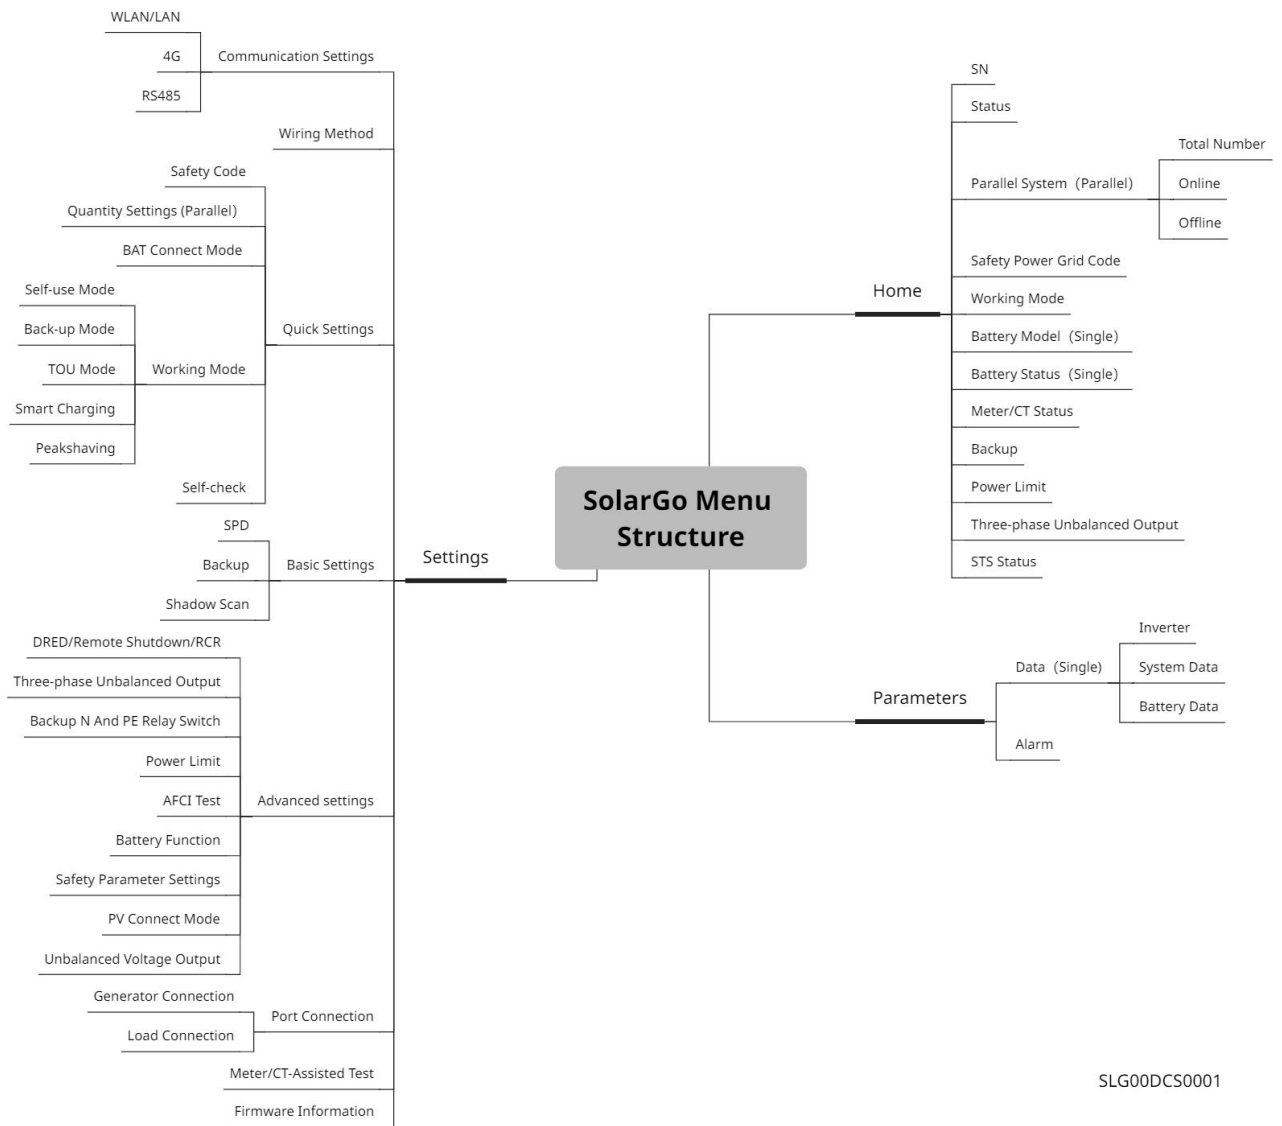 SolarGo Menu
Structure
Home
SN
Status
Parallel System（Parallel）
Total Number
Online
Offline
Safety Power Grid Code
Working Mode
Battery Model（Single）
Battery Status（Single）
Meter/CT Status
Backup
Power Limit
Three-phase Unbalanced Output
STS Status
Parameters
Data（Single）
Inverter
System Data
Battery Data
Alarm
Settings
Communication Settings
WLAN/LAN
4G
RS485
Wiring Method
Quick Settings
Safety Code
Quantity Settings (Parallel）
BAT Connect Mode
Working Mode
Self-use Mode
Back-up Mode
TOU Mode
Smart Charging
Peakshaving
Self-check
Basic Settings
SPD
Backup
Shadow Scan
Advanced settings
DRED/Remote Shutdown/RCR
Three-phase Unbalanced Output
Backup N And PE Relay Switch
Power Limit
AFCI Test
Battery Function
Safety Parameter Settings
PV Connect Mode
Unbalanced Voltage Output
Port Connection
Generator Connection
Load Connection
Meter/CT-Assisted Test
Firmware Information
SLG00DCS0001